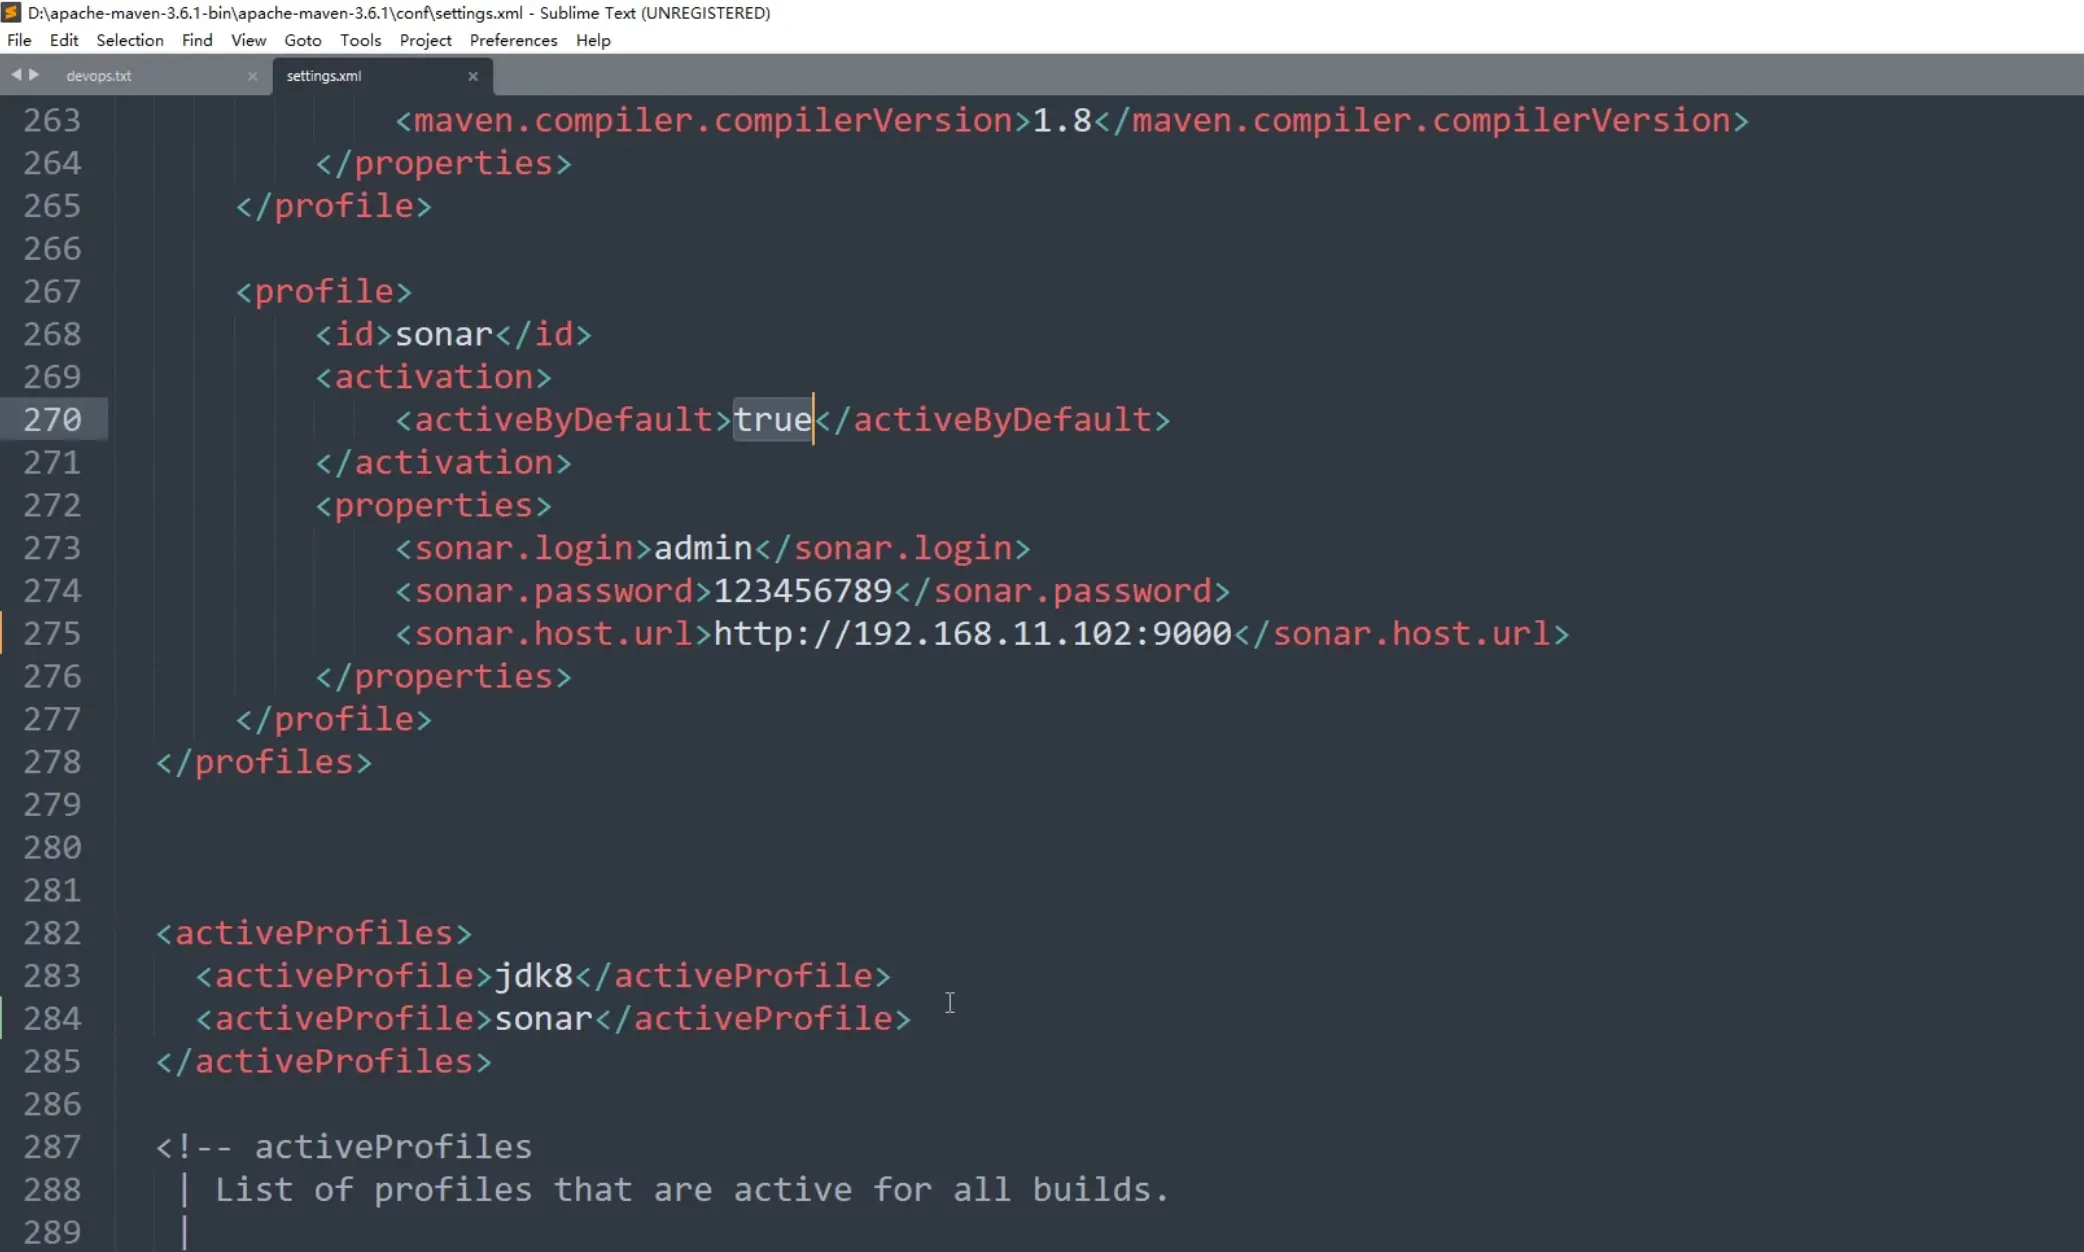 D:\apache-maven-3.6.1-bin\apache-maven-3.6.1\conf\settings.xml - Sublime Text (UNREGISTERED)
File Edit Selection Find View Goto Tools Project Preferences Help
devops.txt settings.xml
263 <maven.compiler.compilerVersion>1.8</maven.compiler.compilerVersion>
264 </properties>
265 </profile>
266
267 <profile>
268 <id>sonar</id>
269 <activation>
270 <activeByDefault>true</activeByDefault>
271 </activation>
272 <properties>
273 <sonar.login>admin</sonar.login>
274 <sonar.password>123456789</sonar.password>
275 <sonar.host.url>http://192.168.11.102:9000</sonar.host.url>
276 </properties>
277 </profile>
278 </profiles>
279
280
281
282 <activeProfiles>
283 <activeProfile>jdk8</activeProfile>
284 <activeProfile>sonar</activeProfile>
285 </activeProfiles>
286
287 <!-- activeProfiles
288 | List of profiles that are active for all builds.
289 |